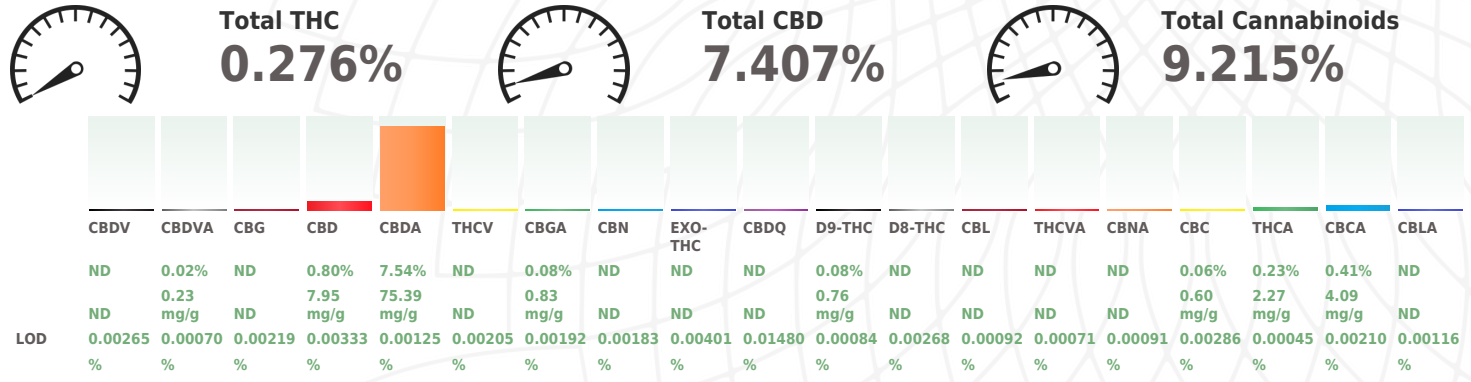 Total THC Total CBD Total Cannabinoids
0.276% 7.407% 9.215%
CBDV CBDVA CBG CBD CBDA THCV CBGA CBN EXO- CBDQ D9-THC D8-THC CBL THCVA CBNA CBC THCA CBCA CBLA
THC
ND 0.02% ND 0.80% 7.54% ND 0.08% ND ND ND 0.08% ND ND ND ND 0.06% 0.23% 0.41% ND
0.23 7.95 75.39 0.83 0.76 0.60 2.27 4.09
ND mg/g ND mg/g mg/g ND mg/g ND ND ND mg/g ND ND ND ND mg/g mg/g mg/g ND
LOD 0.00265 0.00070 0.00219 0.00333 0.00125 0.00205 0.00192 0.00183 0.00401 0.01480 0.00084 0.00268 0.00092 0.00071 0.00091 0.00286 0.00045 0.00210 0.00116
% % % % % % % % % % % % % % % % % % %